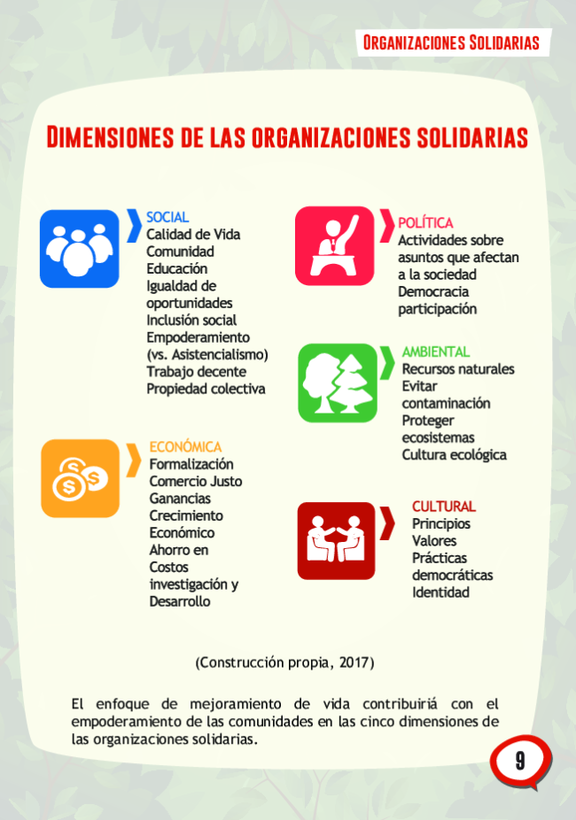 Organizaciones Solidarias
Dimensiones de las organizaciones solidarias
SOCIAL
Calidad de Vida
Comunidad
Educación
Igualdad de
oportunidades
Inclusión social
Empoderamiento
(vs. Asistencialismo)
Trabajo decente
Propiedad colectiva
ECONÓMICA
Formalización
Comercio Justo
Ganancias
Crecimiento
Económico
Ahorro en
Costos
investigación y
Desarrollo
POLÍTICA
Actividades sobre
asuntos que afectan
a la sociedad
Democracia
participación
AMBIENTAL
Recursos naturales
Evitar
contaminación
Proteger
ecosistemas
Cultura ecológica
CULTURAL
Principios
Valores
Prácticas
democráticas
Identidad
(Construcción propia, 2017)
El enfoque de mejoramiento de vida contribuiriá con el
empoderamiento de las comunidades en las cinco dimensiones de
las organizaciones solidarias.
9